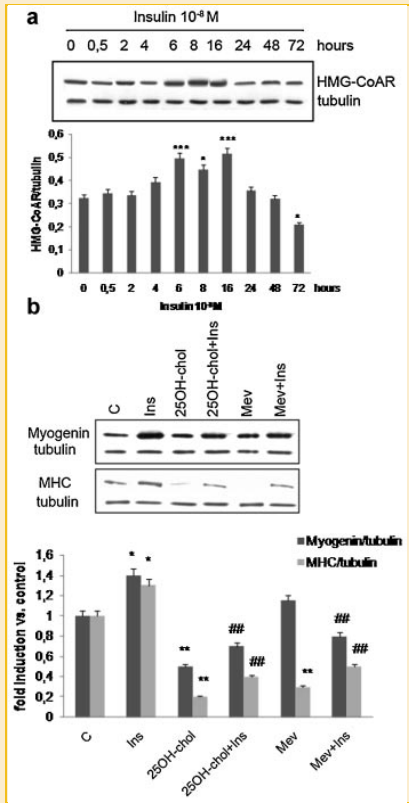 a
Insulin 10⁻⁸ M
0 0,5 2 4 6 8 16 24 48 72 hours
HMG-CoAR
tubulin
HMG-CoAR/tubulin
0,6
0,5
0,4
0,3
0,2
0,1
0
*** * *** *
0 0,5 2 4 6 8 16 24 48 72 hours
Insulin 10⁻⁸M
b
C Ins 25OH-chol 25OH-chol+Ins Mev Mev+Ins
Myogenin
tubulin
MHC
tubulin
Myogenin/tubulin
MHC/tubulin
fold induction vs. control
1,6
1,4
1,2
1
0,8
0,6
0,4
0,2
0
* * ** ** ## ## ** ## ##
C Ins 25OH-chol 25OH-chol+Ins Mev Mev+Ins